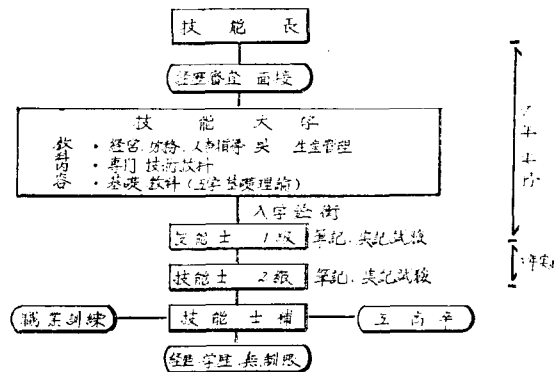 技能長
経歴審査 面接
技能大学
教科内容
・経営.労務.人事指導 및 生産管理
・専門技術教科
・基礎教科(工学基礎理論)
入学銓衡
技能士 1級 筆記.実記試験
技能士 2級 筆記.実記試験
職業訓練
技能士補
工高卒
経歴.学歴.無制限